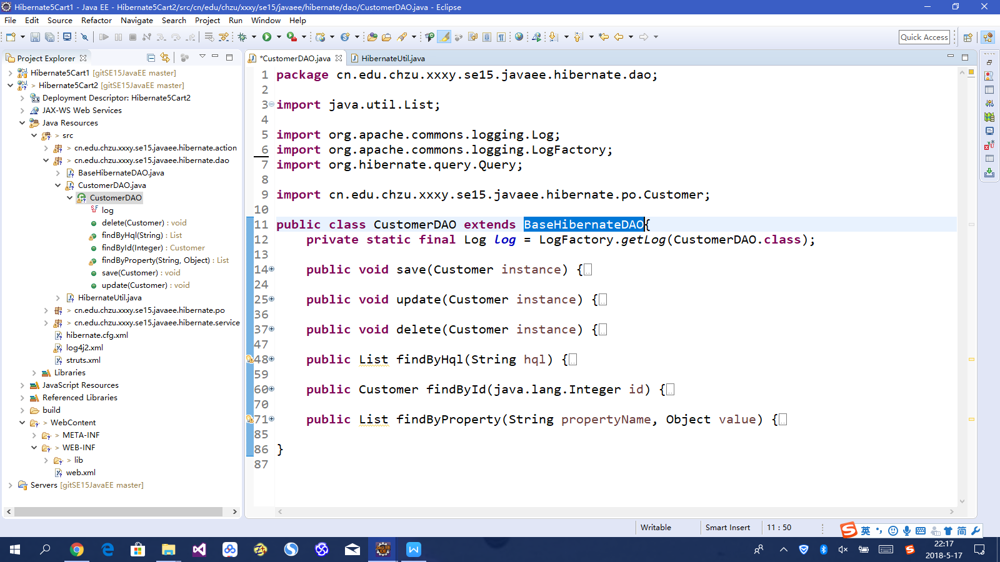 Hibernate5Cart1 - Java EE - Hibernate5Cart2/src/cn/edu/chzu/xxxy/se15/javaee/hibernate/dao/CustomerDAO.java - Eclipse
File Edit Source Refactor Navigate Search Project Run Window Help
Quick Access
Project Explorer
Hibernate5Cart1 [gitSE15JavaEE master]
> Hibernate5Cart2 [gitSE15JavaEE master]
Deployment Descriptor: Hibernate5Cart2
JAX-WS Web Services
Java Resources
> src
> cn.edu.chzu.xxxy.se15.javaee.hibernate.action
> cn.edu.chzu.xxxy.se15.javaee.hibernate.dao
BaseHibernateDAO.java
CustomerDAO.java
CustomerDAO
log
delete(Customer) : void
findByHql(String) : List
findById(Integer) : Customer
findByProperty(String, Object) : List
save(Customer) : void
update(Customer) : void
HibernateUtil.java
> cn.edu.chzu.xxxy.se15.javaee.hibernate.po
> cn.edu.chzu.xxxy.se15.javaee.hibernate.service
hibernate.cfg.xml
log4j2.xml
struts.xml
Libraries
JavaScript Resources
Referenced Libraries
build
> WebContent
> META-INF
> WEB-INF
> lib
web.xml
Servers [gitSE15JavaEE master]
*CustomerDAO.java HibernateUtil.java
1 package cn.edu.chzu.xxxy.se15.javaee.hibernate.dao;
2
3 import java.util.List;
4
5 import org.apache.commons.logging.Log;
6 import org.apache.commons.logging.LogFactory;
7 import org.hibernate.query.Query;
8
9 import cn.edu.chzu.xxxy.se15.javaee.hibernate.po.Customer;
10
11 public class CustomerDAO extends BaseHibernateDAO{
12 private static final Log log = LogFactory.getLog(CustomerDAO.class);
13
14 public void save(Customer instance) {
24
25 public void update(Customer instance) {
36
37 public void delete(Customer instance) {
47
48 public List findByHql(String hql) {
59
60 public Customer findById(java.lang.Integer id) {
70
71 public List findByProperty(String propertyName, Object value) {
85
86 }
87
Writable Smart Insert 11 : 50
英 简
22:17
2018-5-17